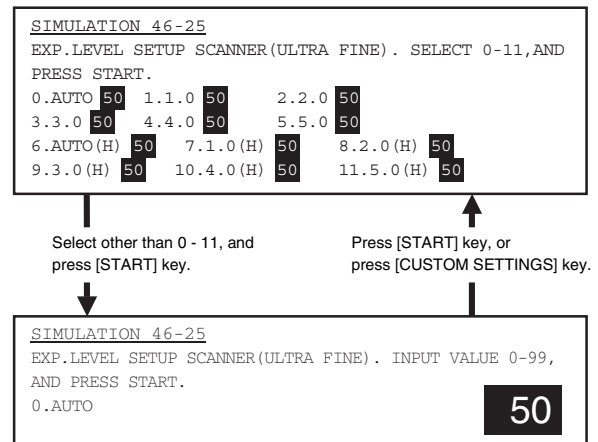 SIMULATION 46-25
EXP.LEVEL SETUP SCANNER(ULTRA FINE). SELECT 0-11,AND
PRESS START.
0.AUTO 50 1.1.0 50 2.2.0 50
3.3.0 50 4.4.0 50 5.5.0 50
6.AUTO(H) 50 7.1.0(H) 50 8.2.0(H) 50
9.3.0(H) 50 10.4.0(H) 50 11.5.0(H) 50
Select other than 0 - 11, and
press [START] key.
Press [START] key, or
press [CUSTOM SETTINGS] key.
SIMULATION 46-25
EXP.LEVEL SETUP SCANNER(ULTRA FINE). INPUT VALUE 0-99,
AND PRESS START.
0.AUTO
50